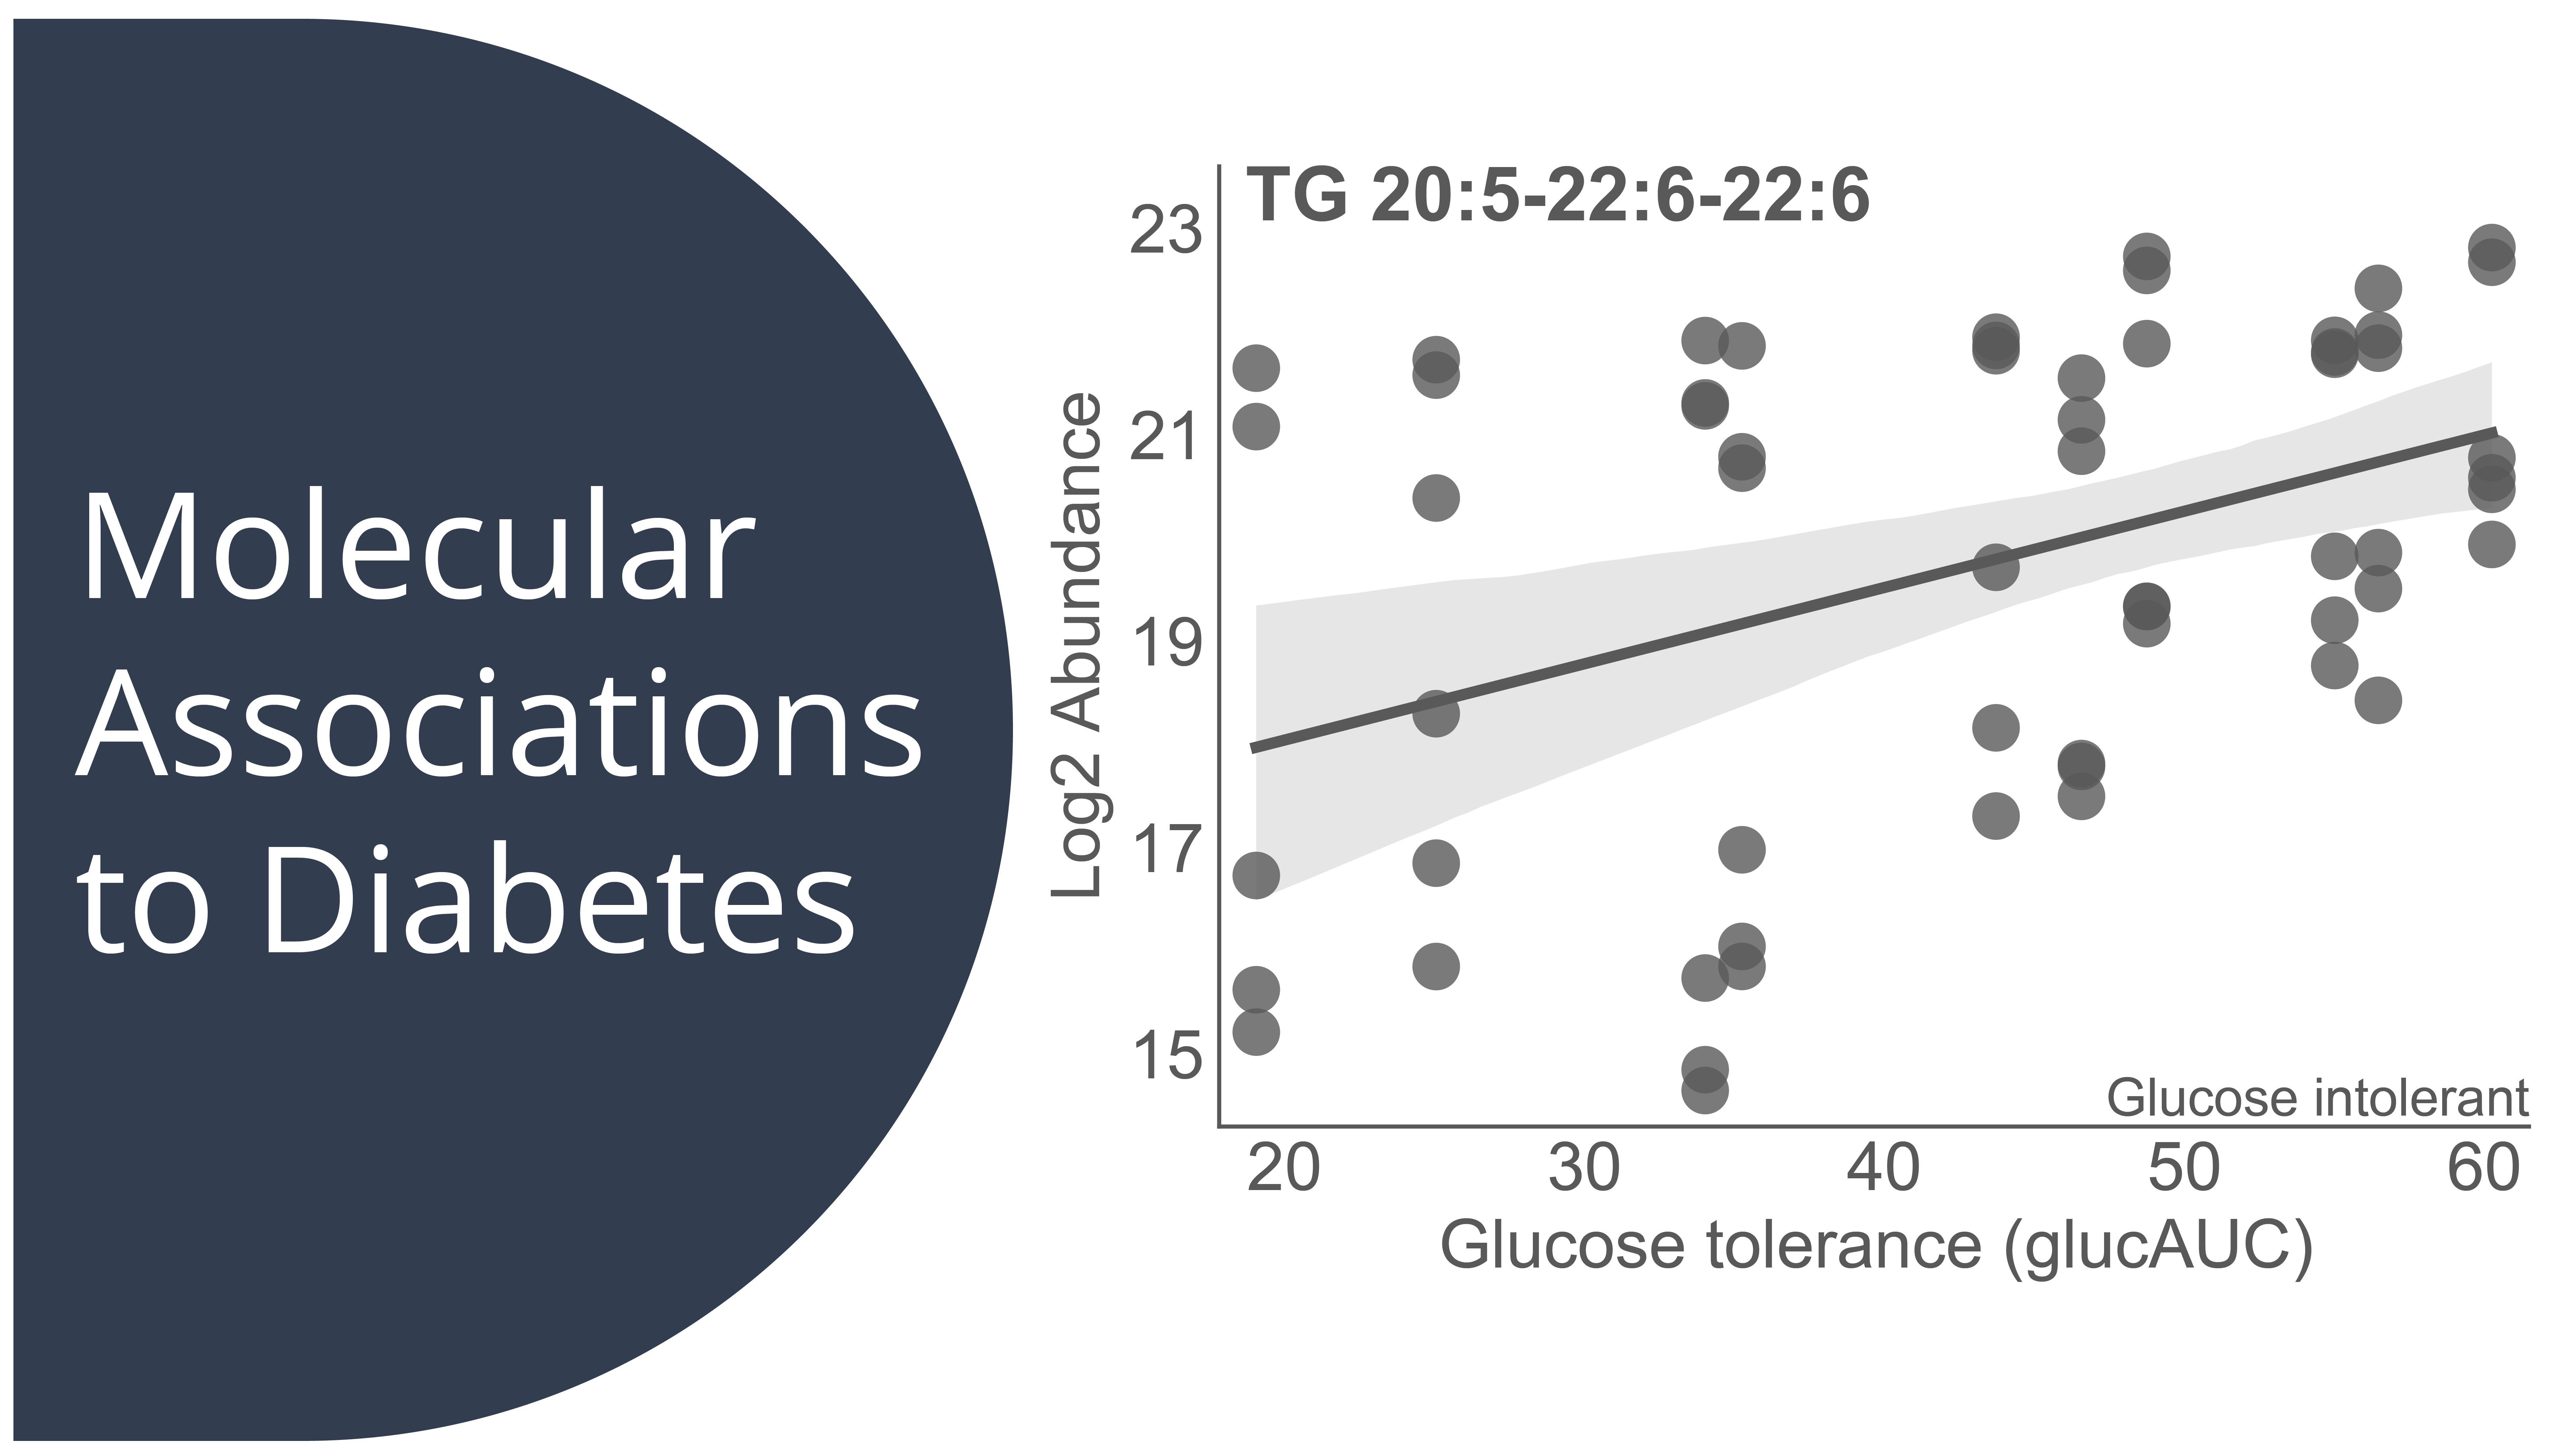 Molecular
Associations
to Diabetes
TG 20:5-22:6-22:6
Log2 Abundance
23
21
19
17
15
Glucose intolerant
20 30 40 50 60
Glucose tolerance (glucAUC)